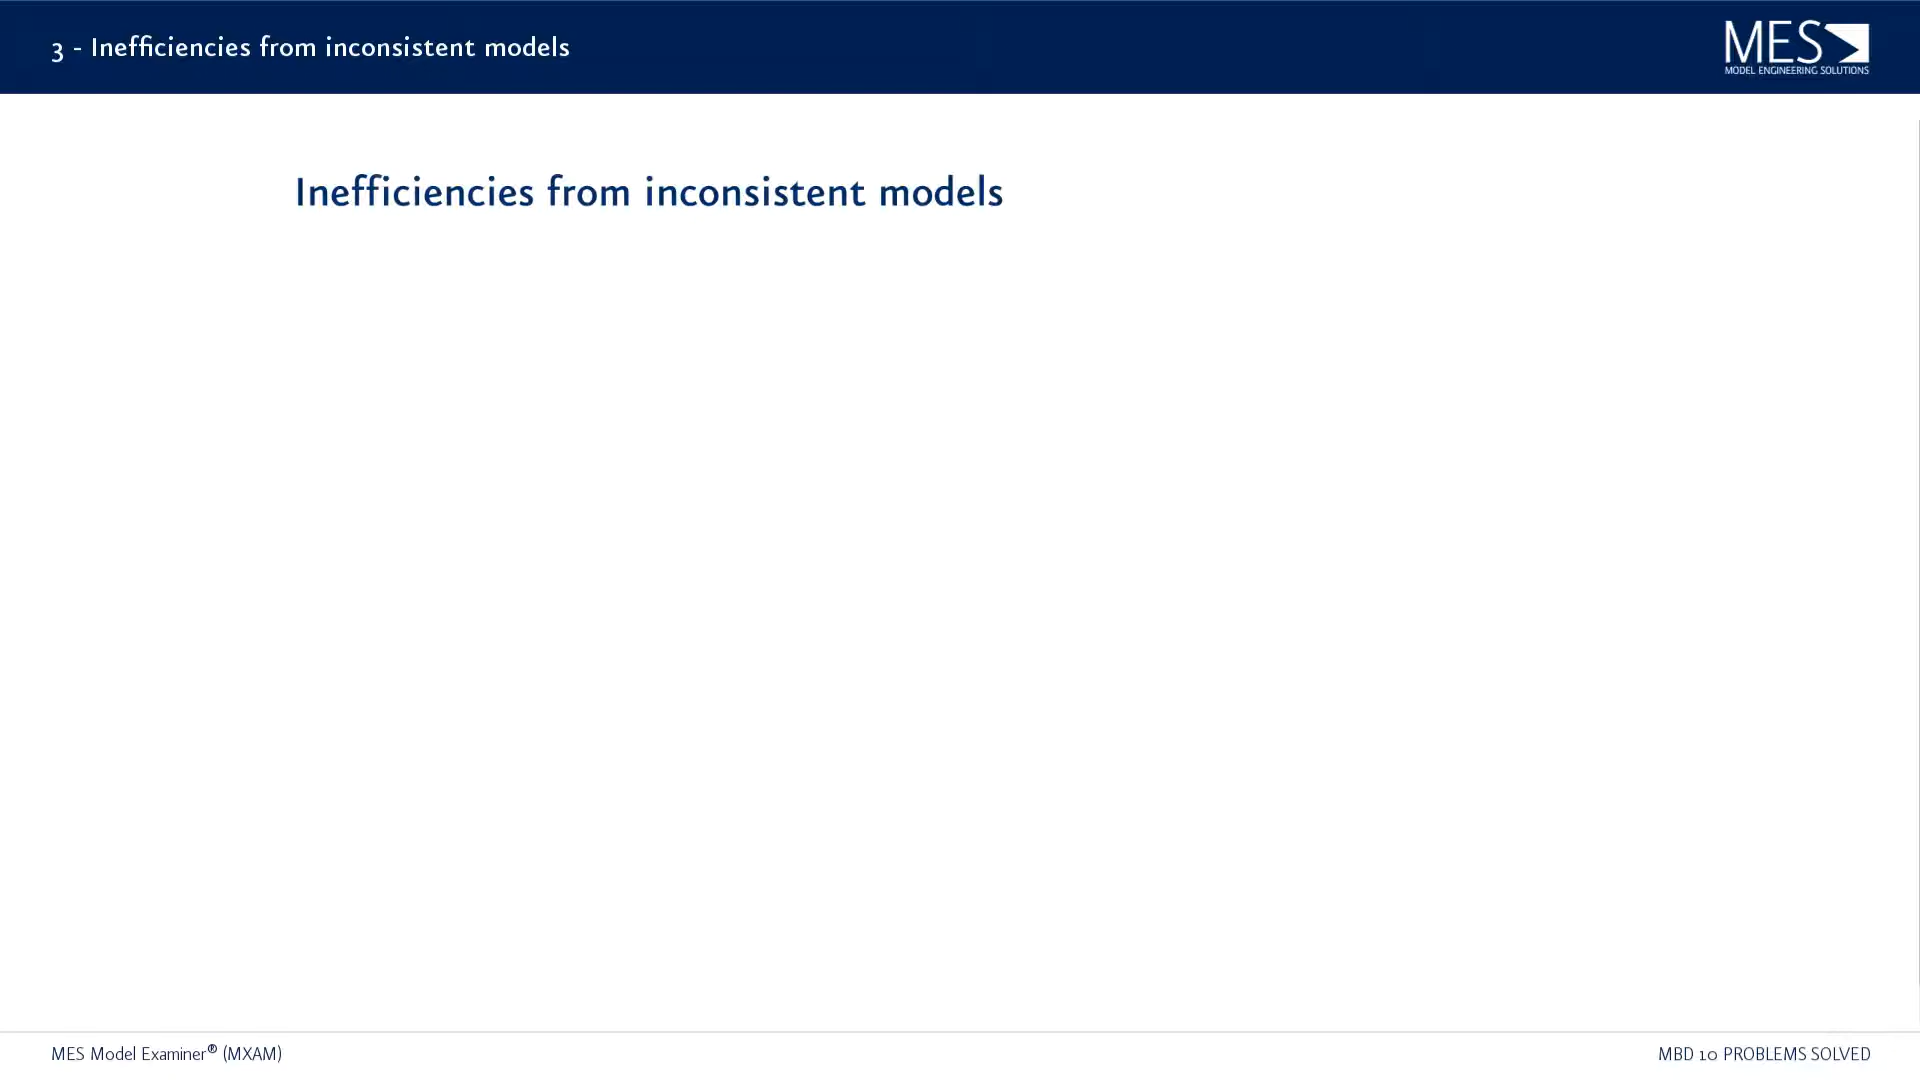 3 - Inefficiencies from inconsistent models
MES
MODEL ENGINEERING SOLUTIONS
Inefficiencies from inconsistent models
MES Model Examiner® (MXAM)
MBD 10 PROBLEMS SOLVED